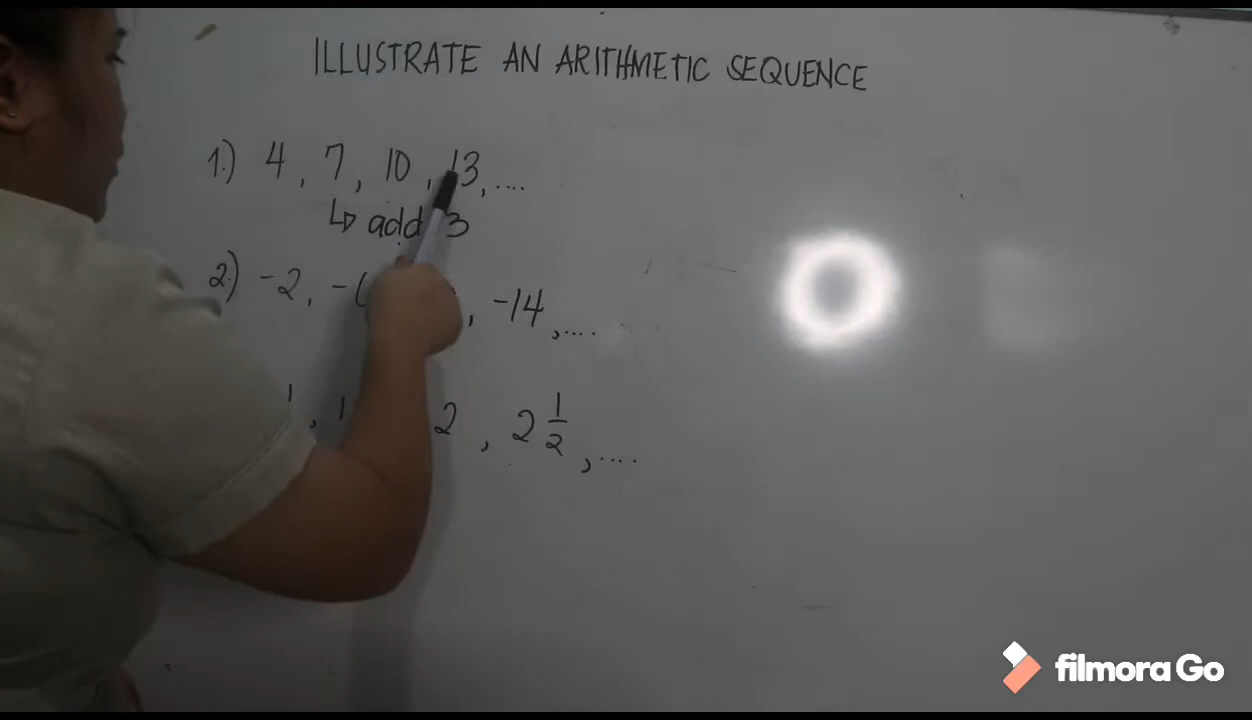 ILLUSTRATE AN ARITHMETIC SEQUENCE
1.) 4, 7, 10, 13, ....
↳ add 3
2.) -2, , -14, ....
1, 1 2, 2 1/2, ....
filmora Go